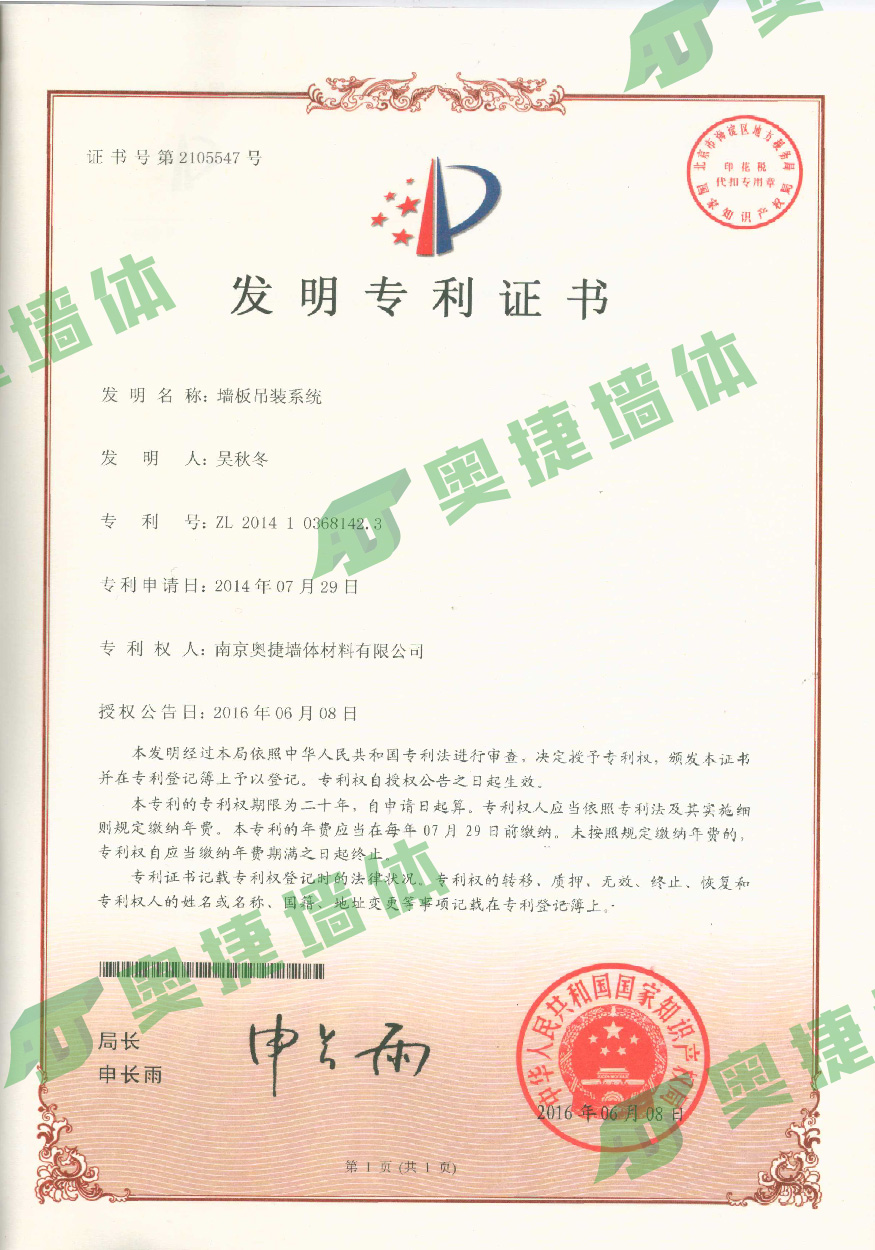 证书号第2105547号
北京市海淀区地方税务局
印花税
代扣专用章
国家知识产权局
发明专利证书
发明名称：墙板吊装系统
发明人：吴秋冬
专利号：ZL 2014 1 0368142.3
专利申请日：2014年07月29日
专利权人：南京奥捷墙体材料有限公司
授权公告日：2016年06月08日
本发明经过本局依照中华人民共和国专利法进行审查，决定授予专利权，颁发本证书
并在专利登记簿上予以登记。专利权自授权公告之日起生效。
本专利的专利权期限为二十年，自申请日起算。专利权人应当依照专利法及其实施细
则规定缴纳年费。本专利的年费应当在每年07月29日前缴纳。未按照规定缴纳年费的，
专利权自应当缴纳年费期满之日起终止。
专利证书记载专利权登记时的法律状况。专利权的转移、质押、无效、终止、恢复和
专利权人的姓名或名称、国籍、地址变更等事项记载在专利登记簿上。
局长
申长雨
申长雨
中华人民共和国国家知识产权局
2016年06月08日
第1页(共1页)
奥捷
墙体
奥捷墙体
奥捷墙体
奥捷墙